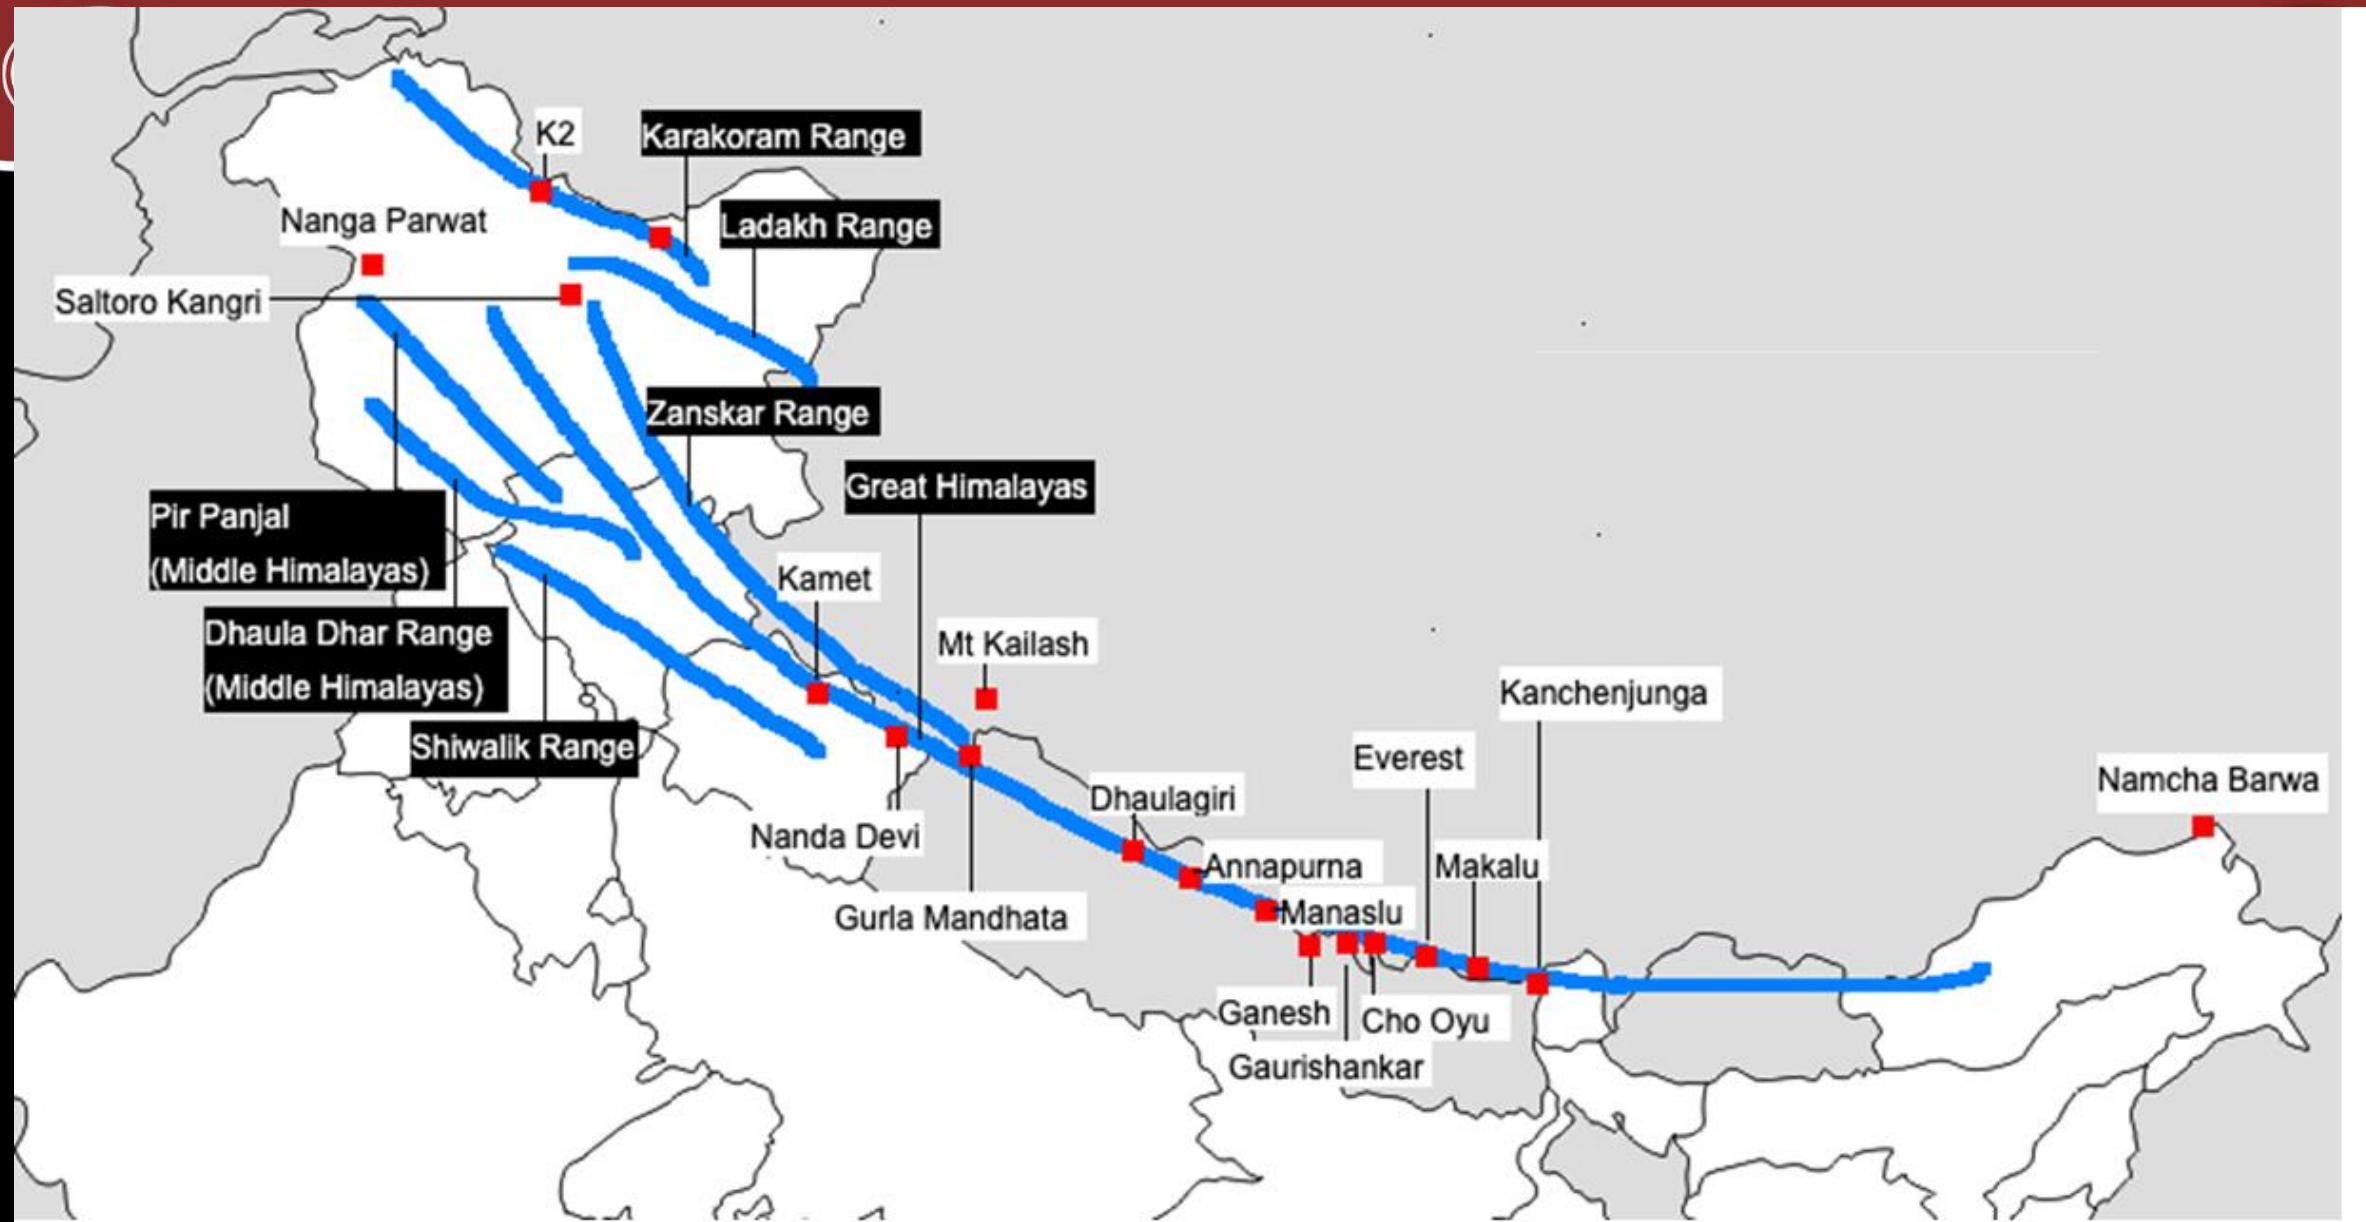 K2
Karakoram Range
Nanga Parwat
Ladakh Range
Saltoro Kangri
Zanskar Range
Great Himalayas
Pir Panjal
(Middle Himalayas)
Kamet
Dhaula Dhar Range
(Middle Himalayas)
Mt Kailash
Kanchenjunga
Shiwalik Range
Everest
Namcha Barwa
Dhaulagiri
Nanda Devi
Annapurna
Makalu
Gurla Mandhata
Manaslu
Ganesh
Cho Oyu
Gaurishankar